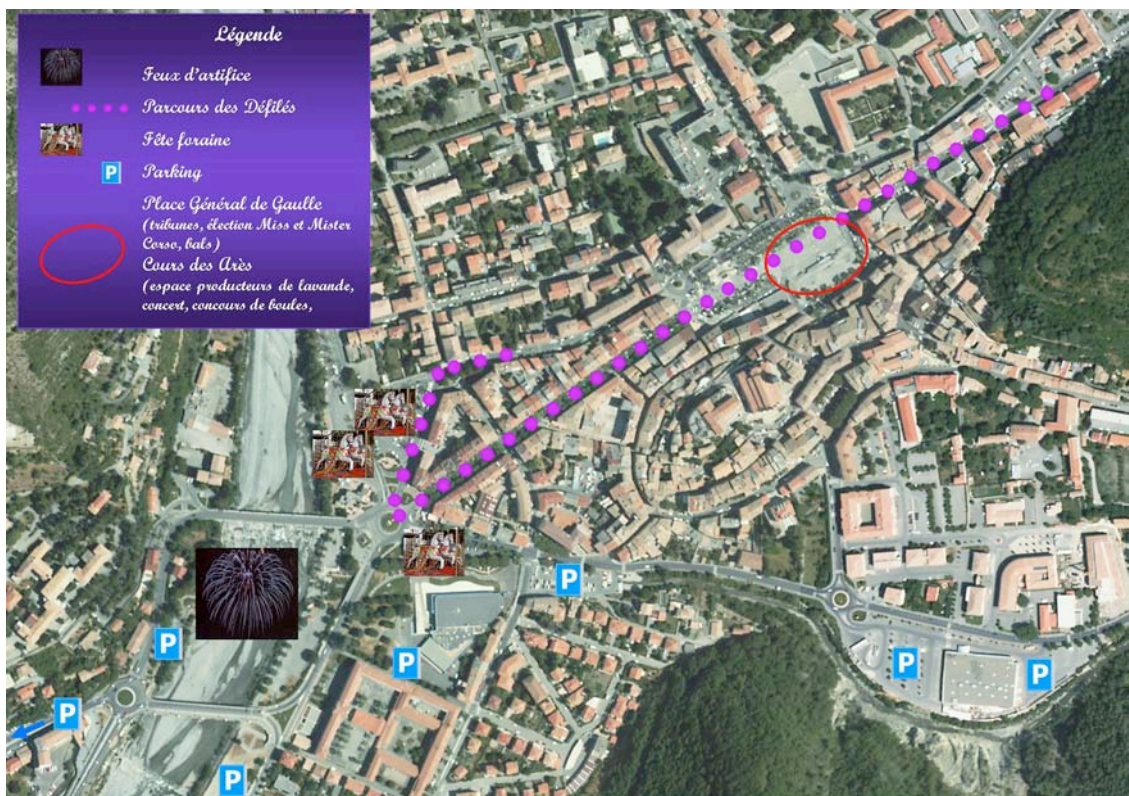 Légende
Feux d'artifice
Parcours des Défilés
Fête foraine
P
Parking
Place Général de Gaulle
(tribunes, élection Miss et Mister
Corso, bals)
Cours des Arès
(espace producteurs de lavande,
concert, concours de boules,
P
P
P
P
P
P
P